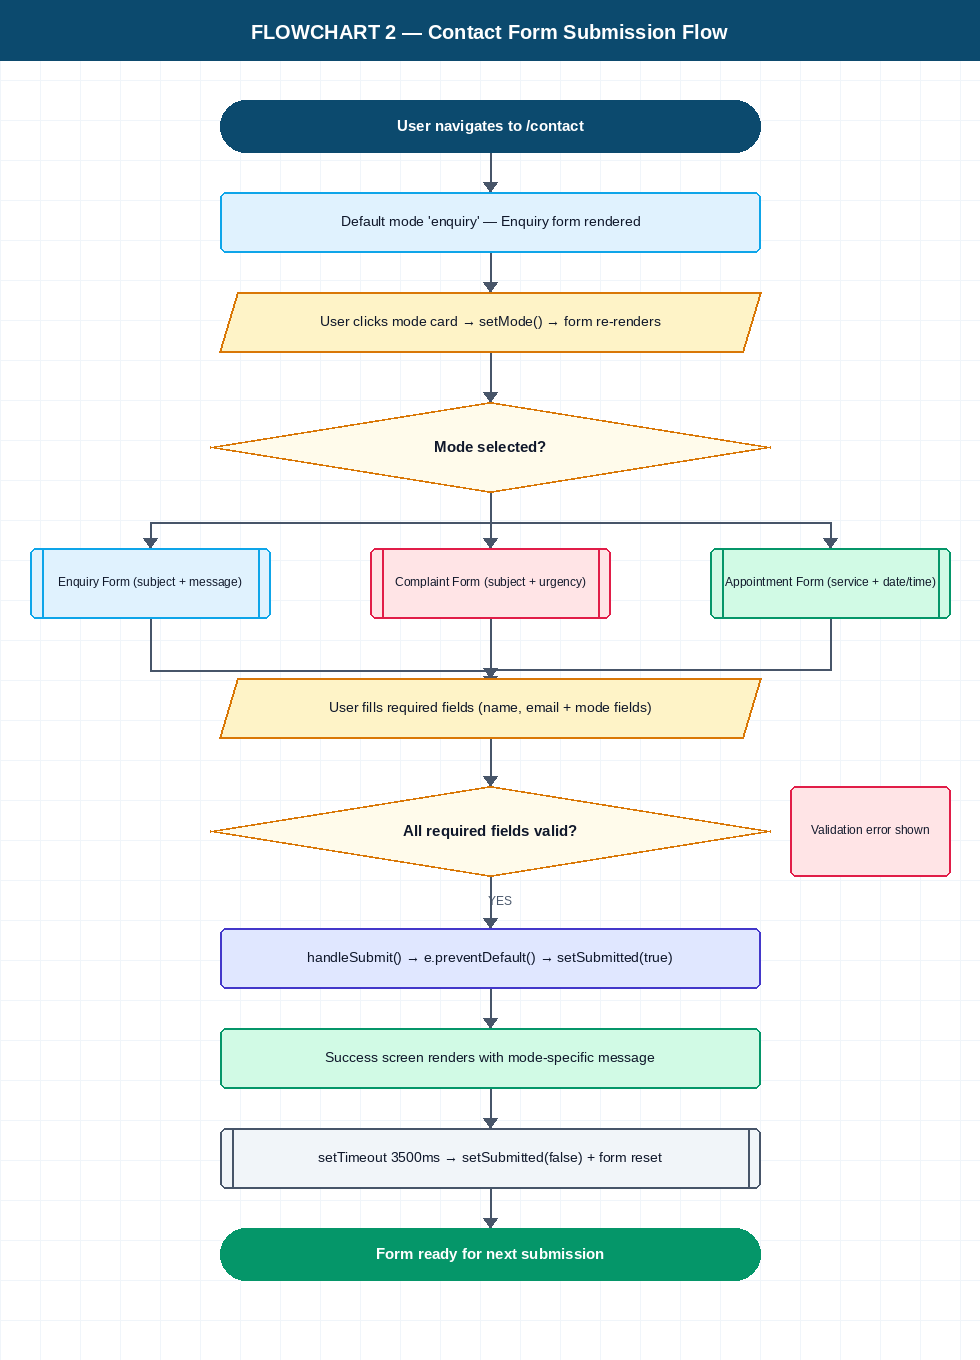 FLOWCHART 2 — Contact Form Submission Flow
User navigates to /contact
Default mode 'enquiry' — Enquiry form rendered
User clicks mode card → setMode() → form re-renders
Mode selected?
Enquiry Form (subject + message)
Complaint Form (subject + urgency)
Appointment Form (service + date/time)
User fills required fields (name, email + mode fields)
All required fields valid?
Validation error shown
YES
handleSubmit() → e.preventDefault() → setSubmitted(true)
Success screen renders with mode-specific message
setTimeout 3500ms → setSubmitted(false) + form reset
Form ready for next submission